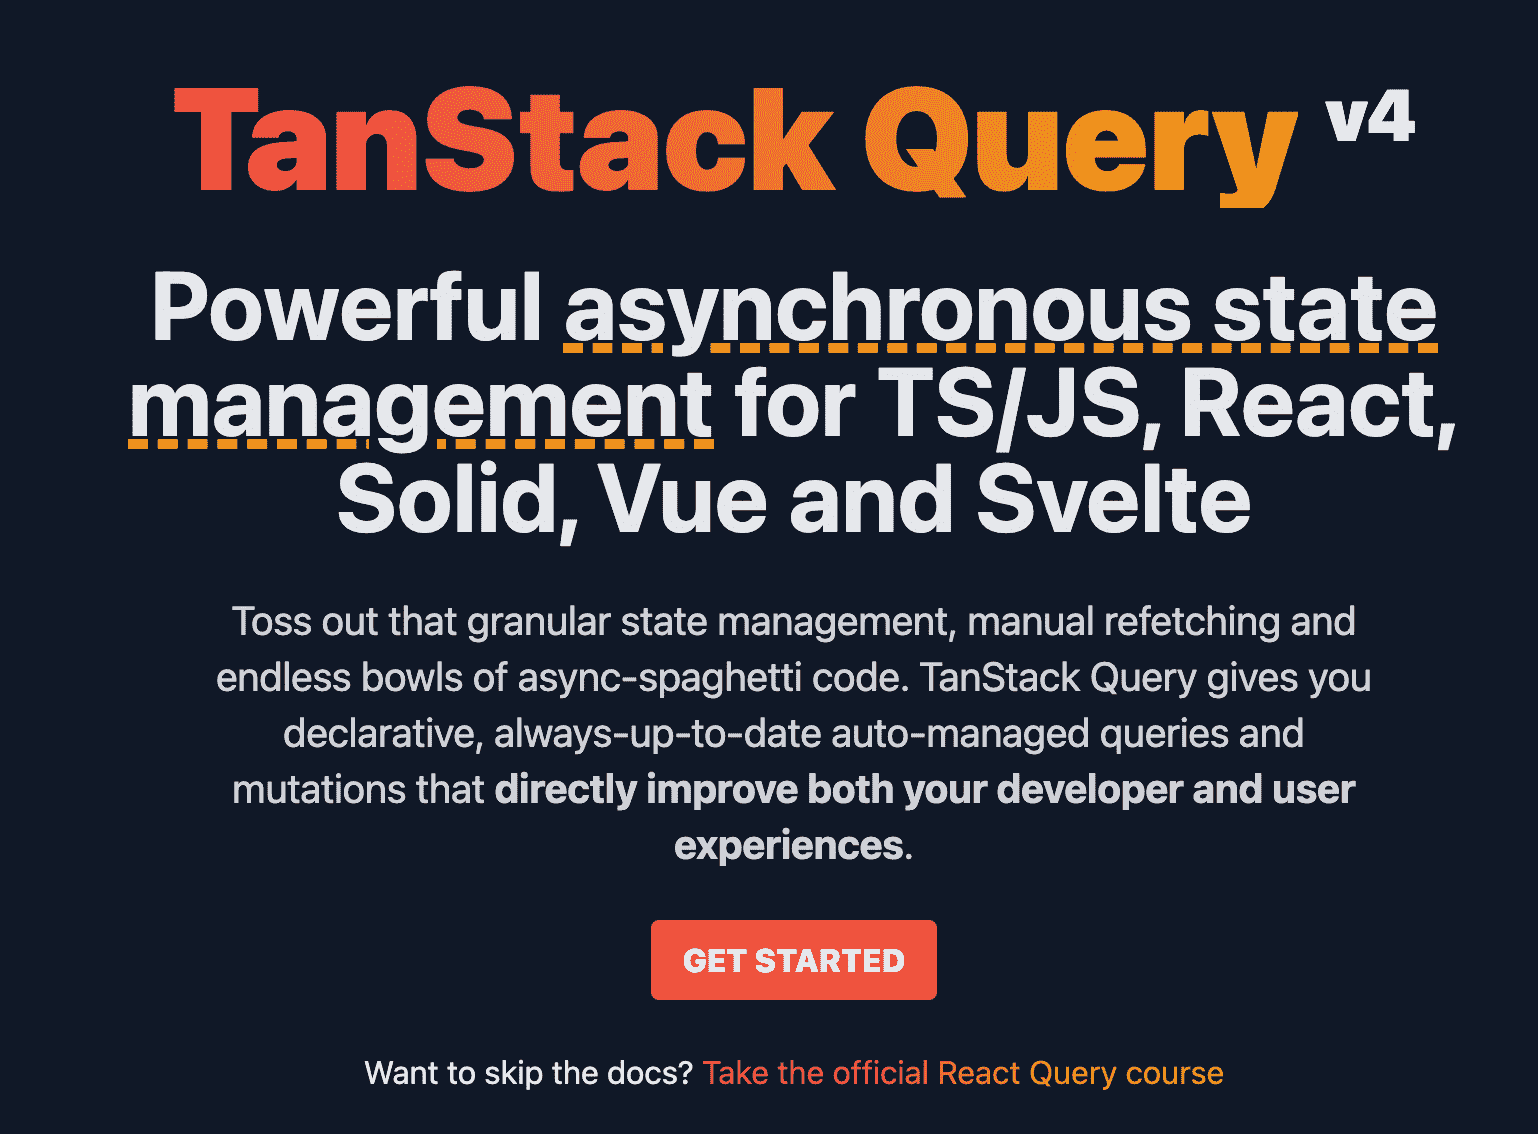 TanStack Query v4
Powerful asynchronous state
management for TS/JS, React,
Solid, Vue and Svelte
Toss out that granular state management, manual refetching and
endless bowls of async-spaghetti code. TanStack Query gives you
declarative, always-up-to-date auto-managed queries and
mutations that directly improve both your developer and user
experiences.
GET STARTED
Want to skip the docs? Take the official React Query course